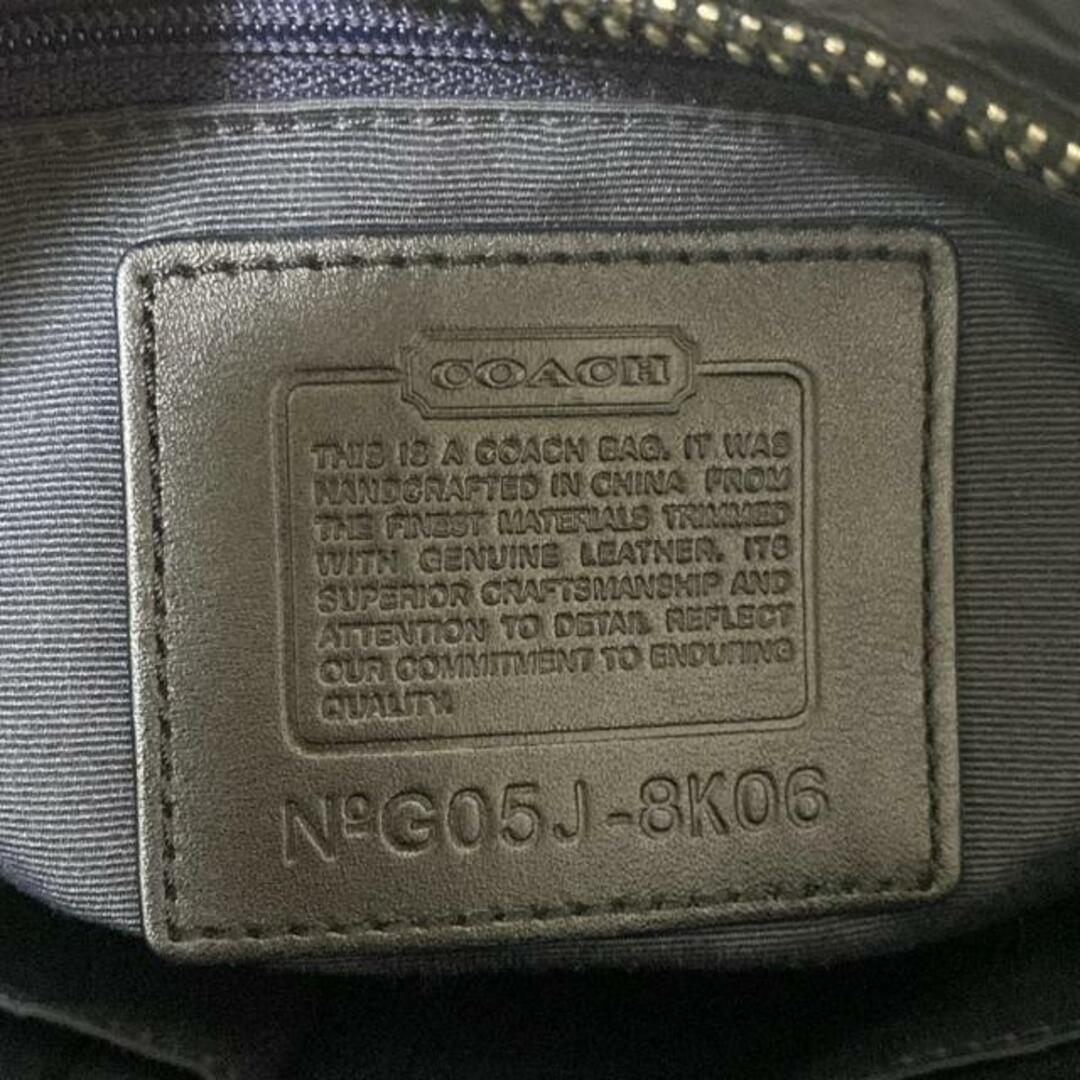 COACH
THIS IS A COACH BAG. IT WAS
HANDCRAFTED IN CHINA FROM
THE FINEST MATERIALS TRIMMED
WITH GENUINE LEATHER. ITS
SUPERIOR CRAFTSMANSHIP AND
ATTENTION TO DETAIL REFLECT
OUR COMMITMENT TO ENDURING
QUALITY.
NºG05J-8K06